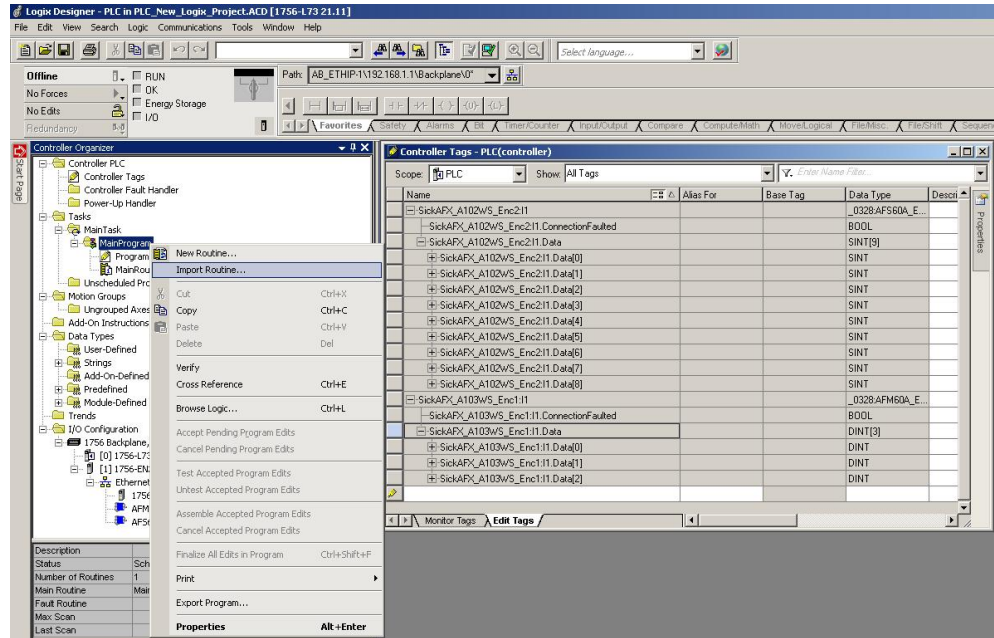 Logix Designer - PLC in PLC_New_Logix_Project.ACD [1756-L73 21.11]
File Edit View Search Logic Communications Tools Window Help
Select language...
Offline
RUN
No Forces
OK
No Edits
Energy Storage
Redundancy
I/O
Path: AB_ETHIP-1\192.168.1.1\Backplane\0*
Favorites Safety Alarms Bit Timer/Counter Input/Output Compare Compute/Math Move/Logical File/Misc. File/Shift Sequen
Start Page
Controller Organizer
Controller PLC
Controller Tags
Controller Fault Handler
Power-Up Handler
Tasks
MainTask
MainProgram
Program
MainRou
Unscheduled Prc
Motion Groups
Ungrouped Axes
Add-On Instructions
Data Types
User-Defined
Strings
Add-On-Defined
Predefined
Module-Defined
Trends
I/O Configuration
1756 Backplane,
[0] 1756-L73
[1] 1756-EN
Ethernet
1756
AFM
AFS6
Description
Status Sch
Number of Routines 1
Main Routine Mai
Fault Routine
Max Scan
Last Scan
New Routine...
Import Routine...
Cut Ctrl+X
Copy Ctrl+C
Paste Ctrl+V
Delete Del
Verify
Cross Reference Ctrl+E
Browse Logic... Ctrl+L
Accept Pending Program Edits
Cancel Pending Program Edits
Test Accepted Program Edits
Untest Accepted Program Edits
Assemble Accepted Program Edits
Cancel Accepted Program Edits
Finalize All Edits in Program Ctrl+Shift+F
Print
Export Program...
Properties Alt+Enter
Controller Tags - PLC(controller)
Scope: PLC Show: All Tags Enter Name Filter...
Name Alias For Base Tag Data Type Descri
SickAFX_A102WS_Enc2:I1 _0328:AFS60A_E...
SickAFX_A102WS_Enc2:I1.ConnectionFaulted BOOL
SickAFX_A102WS_Enc2:I1.Data SINT[9]
SickAFX_A102WS_Enc2:I1.Data[0] SINT
SickAFX_A102WS_Enc2:I1.Data[1] SINT
SickAFX_A102WS_Enc2:I1.Data[2] SINT
SickAFX_A102WS_Enc2:I1.Data[3] SINT
SickAFX_A102WS_Enc2:I1.Data[4] SINT
SickAFX_A102WS_Enc2:I1.Data[5] SINT
SickAFX_A102WS_Enc2:I1.Data[6] SINT
SickAFX_A102WS_Enc2:I1.Data[7] SINT
SickAFX_A102WS_Enc2:I1.Data[8] SINT
SickAFX_A103WS_Enc1:I1 _0328:AFM60A_E...
SickAFX_A103WS_Enc1:I1.ConnectionFaulted BOOL
SickAFX_A103WS_Enc1:I1.Data DINT[3]
SickAFX_A103WS_Enc1:I1.Data[0] DINT
SickAFX_A103WS_Enc1:I1.Data[1] DINT
SickAFX_A103WS_Enc1:I1.Data[2] DINT
Monitor Tags Edit Tags
Properties